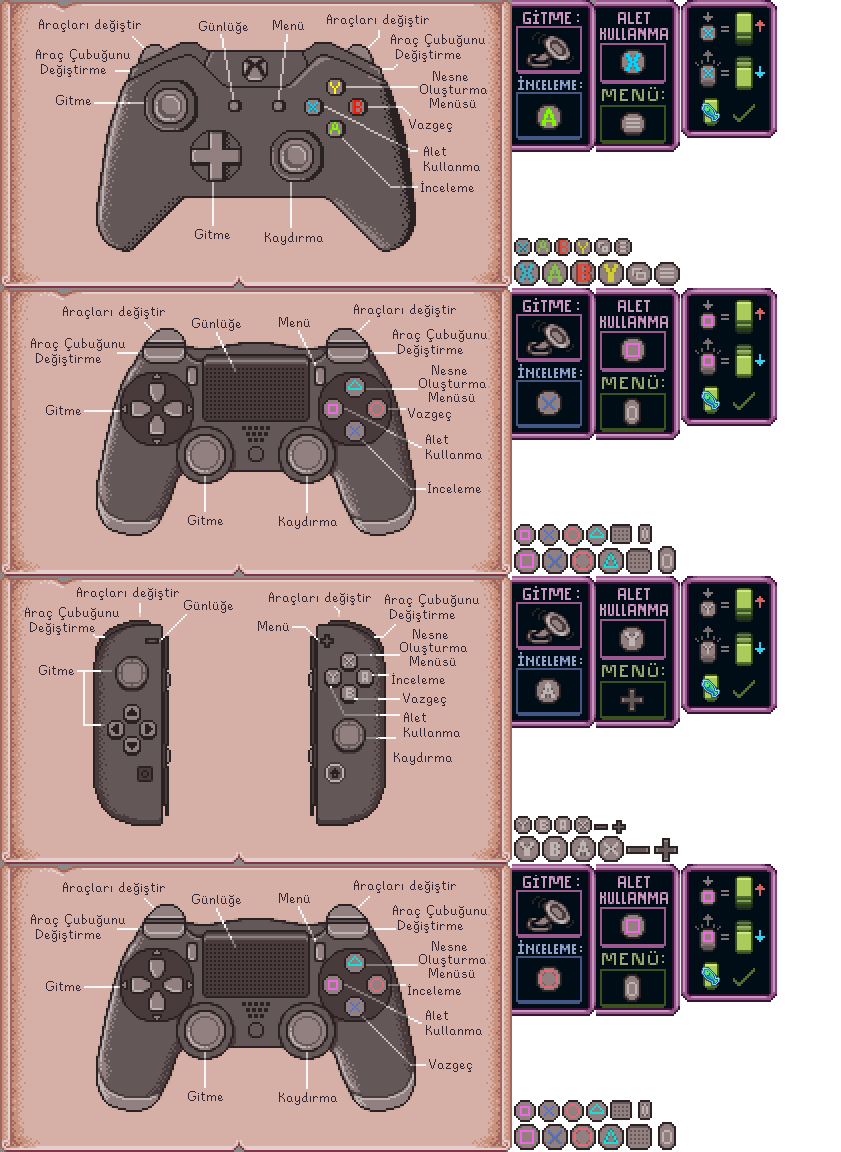 Araçları değiştir
Günlüğe
Menü
Araçları değiştir
Araç Çubuğunu
Değiştirme
Araç Çubuğunu
Değiştirme
Gitme
Nesne
Oluşturma
Menüsü
Y
X
B
A
Vazgeç
Alet
Kullanma
İnceleme
Gitme
Kaydırma
GİTME:
ALET
KULLANMA
X
İNCELEME:
A
MENÜ:
X =
X =
X A B Y
X A B Y
Araçları değiştir
Günlüğe
Menü
Araçları değiştir
Araç Çubuğunu
Değiştirme
Araç Çubuğunu
Değiştirme
Gitme
Nesne
Oluşturma
Menüsü
Vazgeç
Alet
Kullanma
İnceleme
Gitme
Kaydırma
GİTME:
ALET
KULLANMA
İNCELEME:
MENÜ:
=
=
Araçları değiştir
Günlüğe
Araç Çubuğunu
Değiştirme
Gitme
Araçları değiştir
Araç Çubuğunu
Değiştirme
Menü
Nesne
Oluşturma
Menüsü
X
Y
A
B
İnceleme
Vazgeç
Alet
Kullanma
Kaydırma
GİTME:
ALET
KULLANMA
Y
İNCELEME:
A
MENÜ:
+
Y =
Y =
Y B A X - +
Y B A X - +
Araçları değiştir
Günlüğe
Menü
Araçları değiştir
Araç Çubuğunu
Değiştirme
Araç Çubuğunu
Değiştirme
Gitme
Nesne
Oluşturma
Menüsü
İnceleme
Alet
Kullanma
Vazgeç
Gitme
Kaydırma
GİTME:
ALET
KULLANMA
İNCELEME:
MENÜ:
=
=